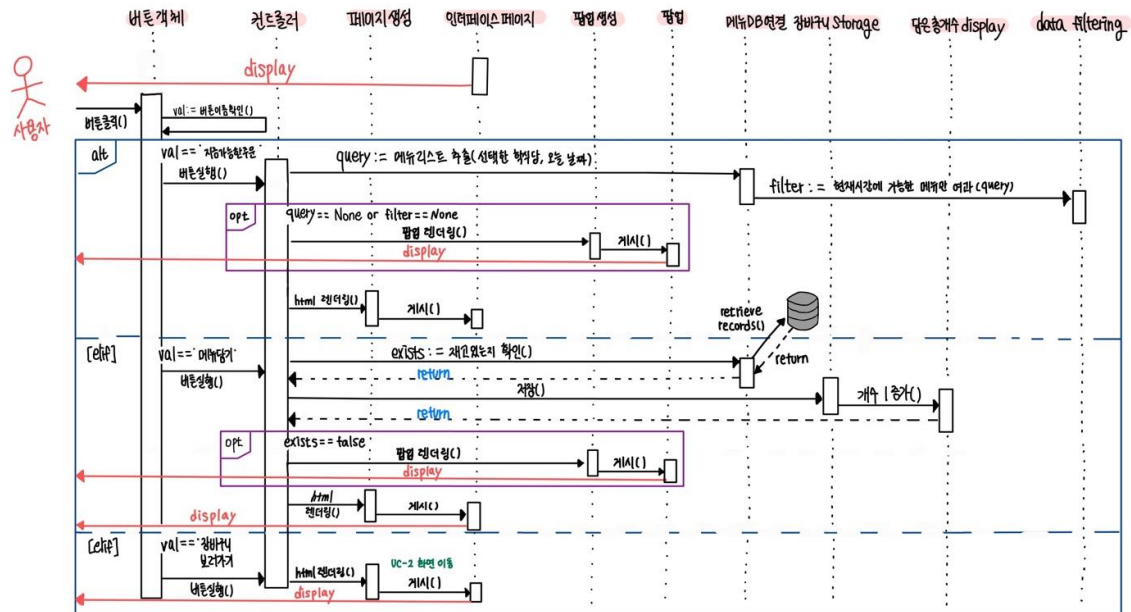 버튼객체 컨트롤러 페이지생성 인터페이스페이지 팝업생성 팝업 메뉴DB연결 장바구니 Storage 담은총개수 display data filtering
display
사용자
버튼클릭()
val:= 버튼이름확인()
alt
val=='지금가능한주문'
버튼실행()
query := 메뉴리스트 추출(선택한 학식당, 오늘 날짜)
filter := 현재시간에 가능한 메뉴만 여과(query)
opt
query== None or filter==None
팝업 렌더링()
게시()
display
html 렌더링()
게시()
retrieve
records()
return
[elif]
val=='메뉴담기'
버튼실행()
exists := 재고있는지 확인()
return
저장()
개수 1 증가()
return
opt
exists==false
팝업 렌더링()
게시()
display
html
렌더링()
게시()
display
[elif]
val=='장바구니
보러가기'
버튼실행()
html렌더링()
UC-2 화면 이동
게시()
display